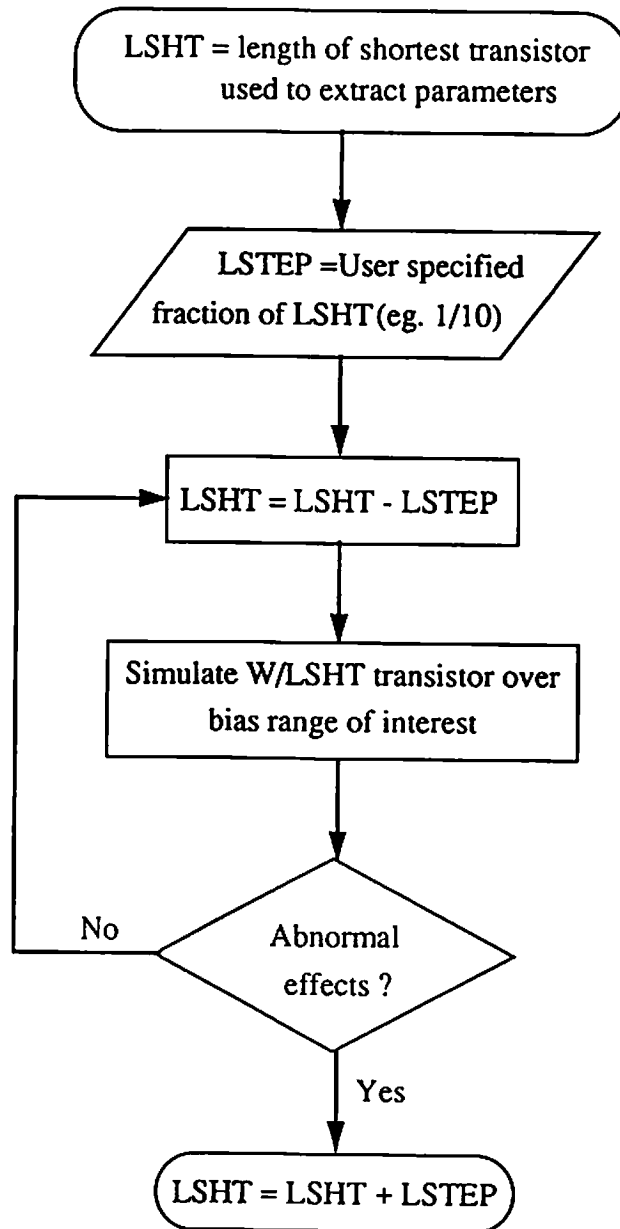 LSHT = length of shortest transistor
used to extract parameters
LSTEP =User specified
fraction of LSHT(eg. 1/10)
LSHT = LSHT - LSTEP
Simulate W/LSHT transistor over
bias range of interest
Abnormal
effects ?
No
Yes
LSHT = LSHT + LSTEP